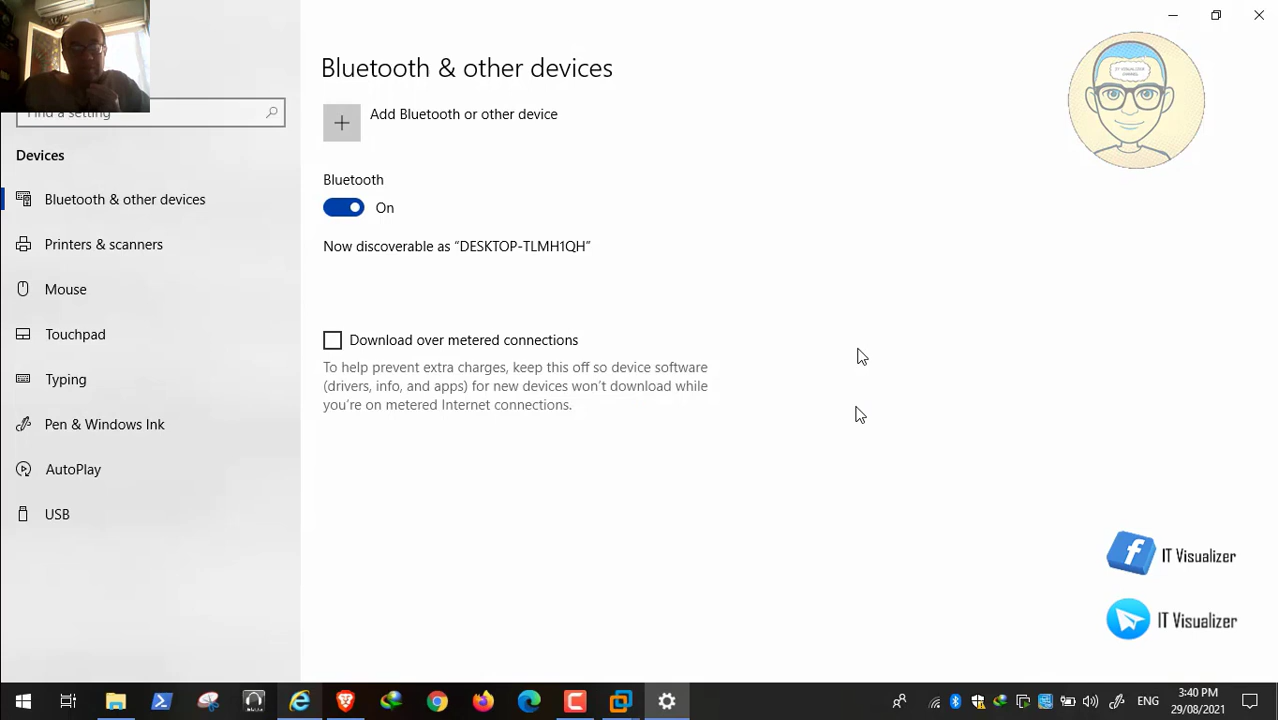 Bluetooth & other devices
IT VISUALIZER
CHANNEL
Add Bluetooth or other device
Find a setting
Devices
Bluetooth
Bluetooth & other devices
On
Printers & scanners
Now discoverable as “DESKTOP-TLMH1QH”
Mouse
Touchpad
Download over metered connections
To help prevent extra charges, keep this off so device software
(drivers, info, and apps) for new devices won’t download while
you’re on metered Internet connections.
Typing
Pen & Windows Ink
AutoPlay
USB
IT Visualizer
IT Visualizer
ENG
3:40 PM
29/08/2021